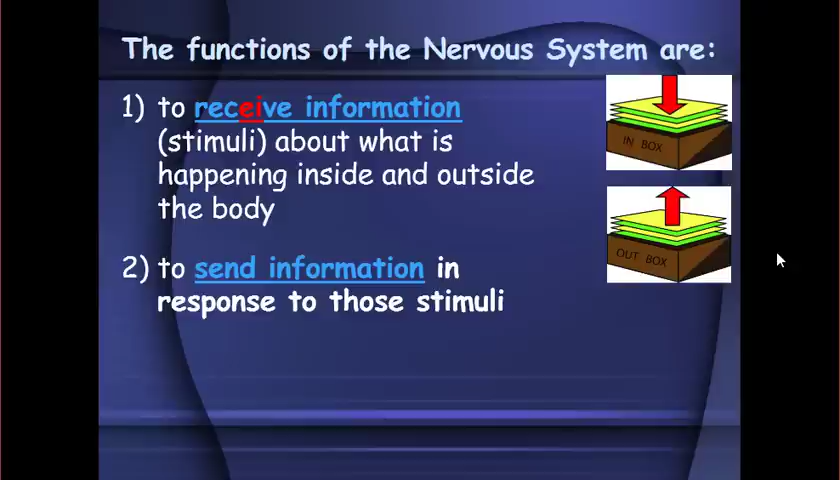 The functions of the Nervous System are:
1) to receive information
(stimuli) about what is
happening inside and outside
the body
2) to send information in
response to those stimuli
IN BOX
OUT BOX